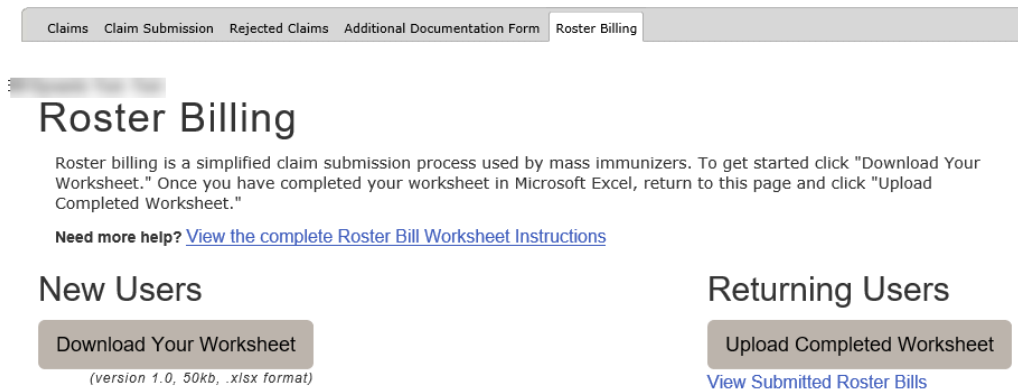 Claims Claim Submission Rejected Claims Additional Documentation Form Roster Billing
Roster Billing
Roster billing is a simplified claim submission process used by mass immunizers. To get started click "Download Your
Worksheet." Once you have completed your worksheet in Microsoft Excel, return to this page and click "Upload
Completed Worksheet."
Need more help? View the complete Roster Bill Worksheet Instructions
New Users
Download Your Worksheet
(version 1.0, 50kb, .xlsx format)
Returning Users
Upload Completed Worksheet
View Submitted Roster Bills